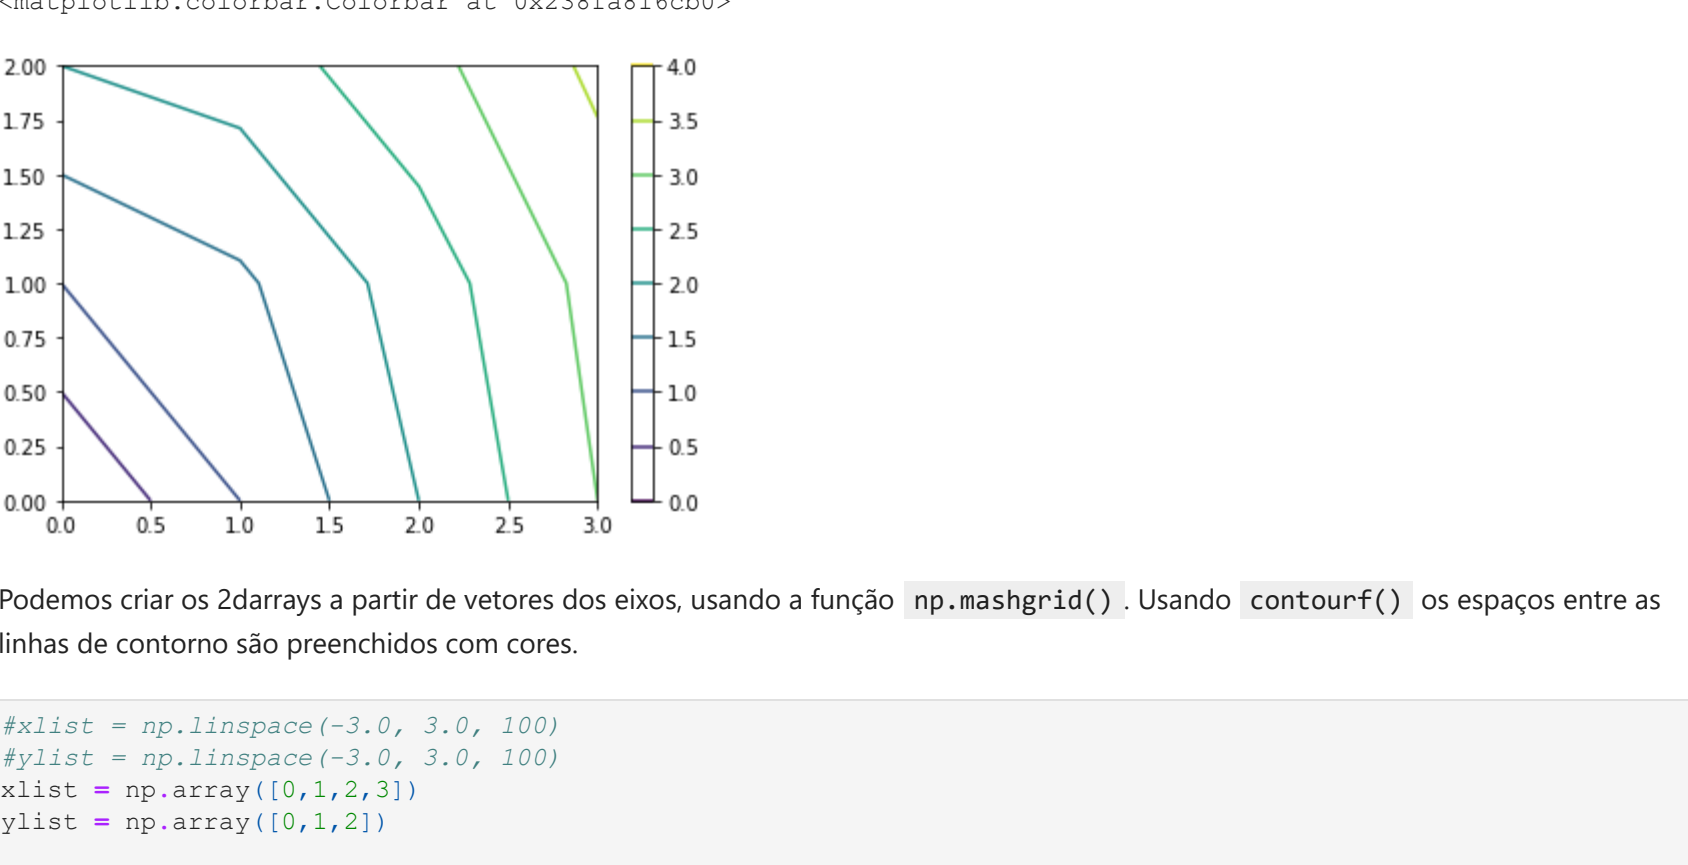 <matplotlib.colorbar.Colorbar at 0x238fa8f6cb0>
2.00
1.75
1.50
1.25
1.00
0.75
0.50
0.25
0.00
0.0 0.5 1.0 1.5 2.0 2.5 3.0
4.0
3.5
3.0
2.5
2.0
1.5
1.0
0.5
0.0
Podemos criar os 2darrays a partir de vetores dos eixos, usando a função np.mashgrid() . Usando contourf() os espaços entre as
linhas de contorno são preenchidos com cores.
#xlist = np.linspace(-3.0, 3.0, 100)
#ylist = np.linspace(-3.0, 3.0, 100)
xlist = np.array([0,1,2,3])
ylist = np.array([0,1,2])